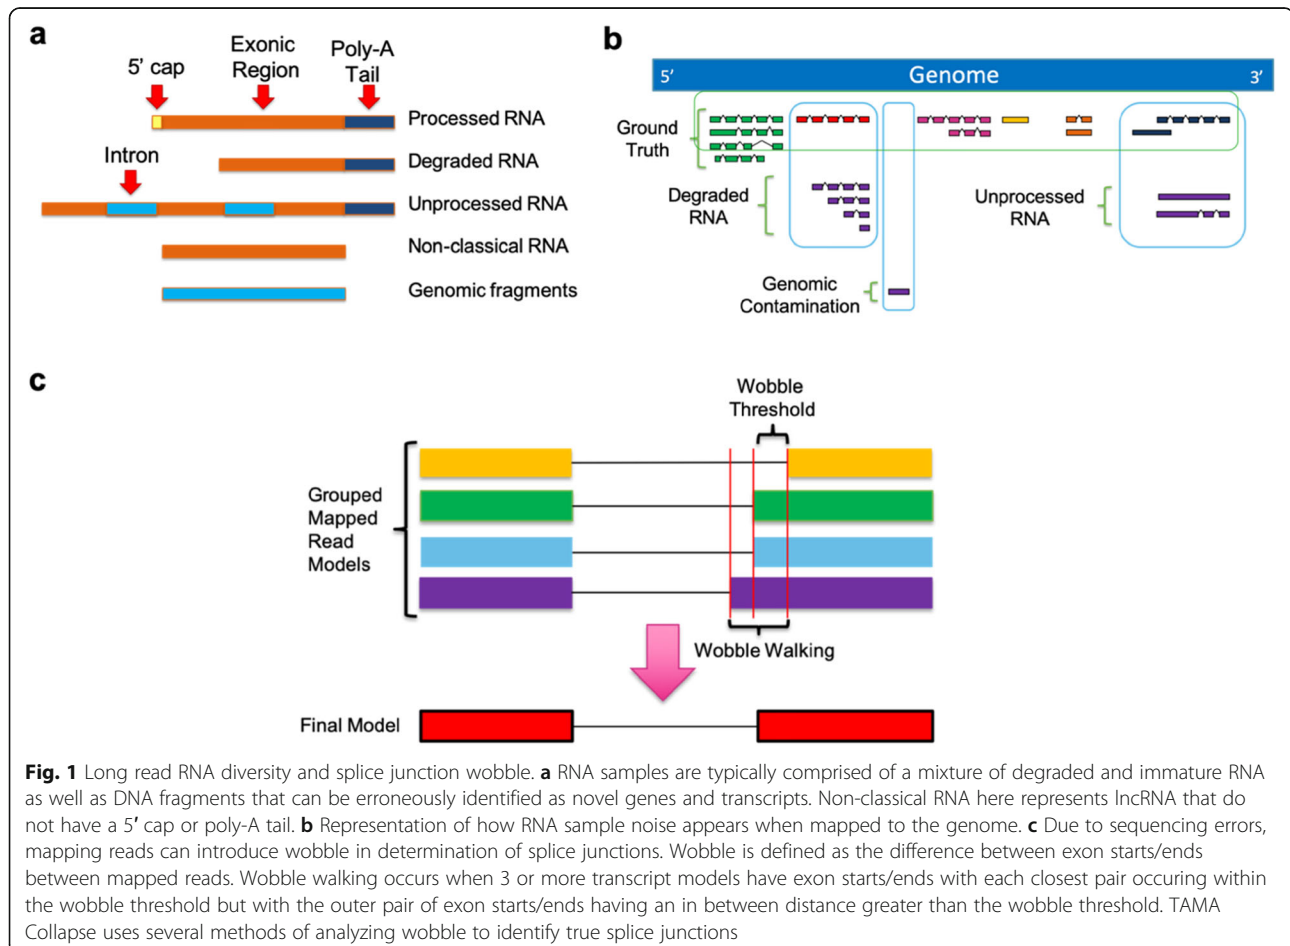 a
5' cap
Exonic
Region
Poly-A
Tail
Processed RNA
Intron
Degraded RNA
Unprocessed RNA
Non-classical RNA
Genomic fragments
b
5' Genome 3'
Ground
Truth
Degraded
RNA
Unprocessed
RNA
Genomic
Contamination
c
Wobble
Threshold
Grouped
Mapped
Read
Models
Wobble Walking
Final Model
Fig. 1 Long read RNA diversity and splice junction wobble. a RNA samples are typically comprised of a mixture of degraded and immature RNA
as well as DNA fragments that can be erroneously identified as novel genes and transcripts. Non-classical RNA here represents lncRNA that do
not have a 5′ cap or poly-A tail. b Representation of how RNA sample noise appears when mapped to the genome. c Due to sequencing errors,
mapping reads can introduce wobble in determination of splice junctions. Wobble is defined as the difference between exon starts/ends
between mapped reads. Wobble walking occurs when 3 or more transcript models have exon starts/ends with each closest pair occuring within
the wobble threshold but with the outer pair of exon starts/ends having an in between distance greater than the wobble threshold. TAMA
Collapse uses several methods of analyzing wobble to identify true splice junctions